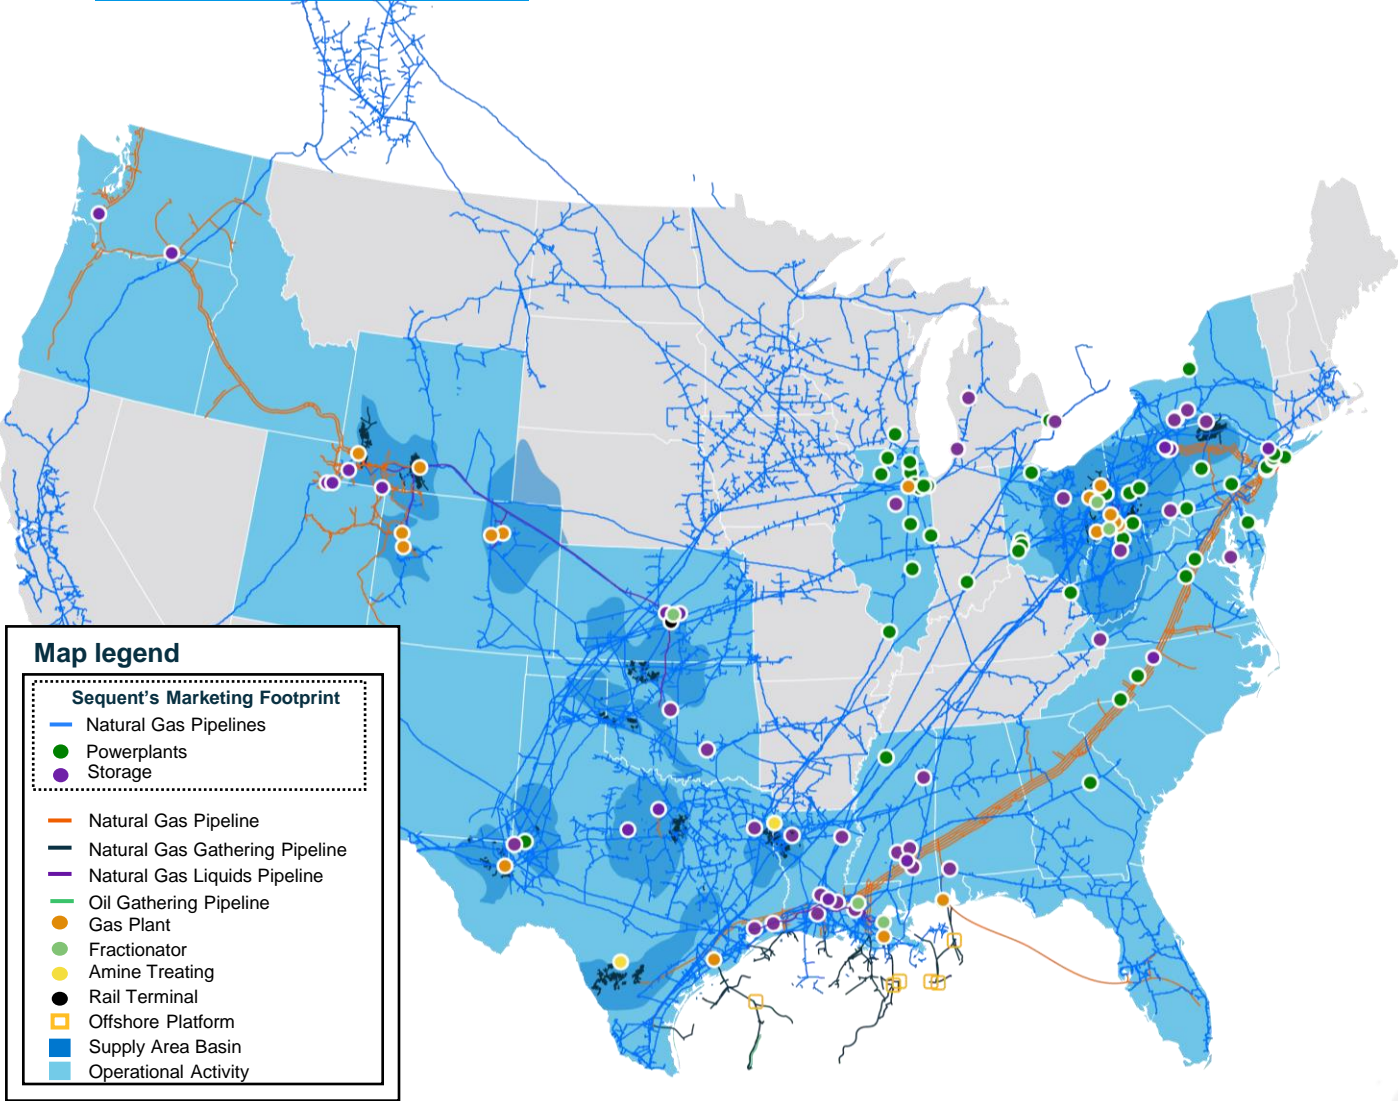 Map legend
Sequent's Marketing Footprint
Natural Gas Pipelines
Powerplants
Storage
Natural Gas Pipeline
Natural Gas Gathering Pipeline
Natural Gas Liquids Pipeline
Oil Gathering Pipeline
Gas Plant
Fractionator
Amine Treating
Rail Terminal
Offshore Platform
Supply Area Basin
Operational Activity